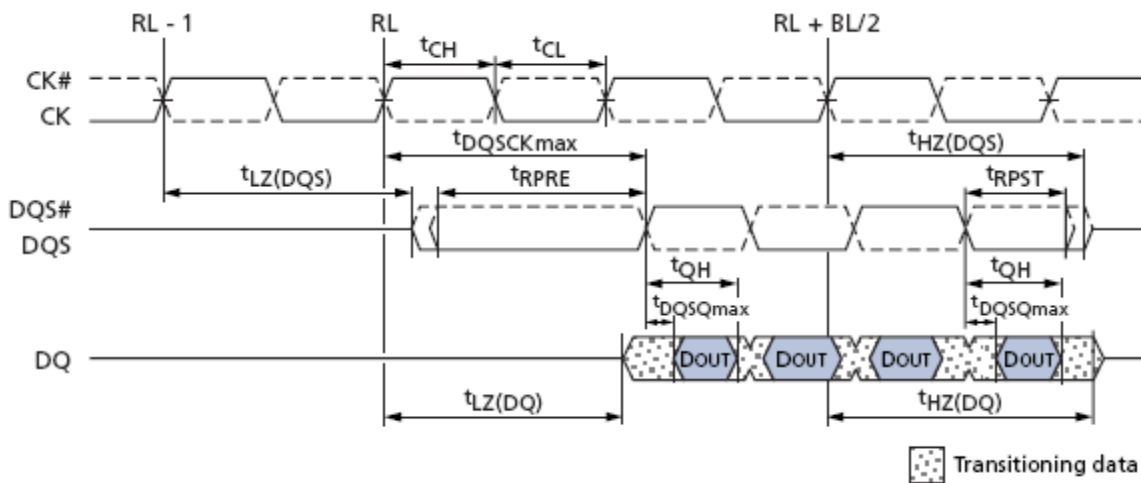 RL - 1 RL RL + BL/2
tCH tCL
CK#
CK
tDQSCKmax tHZ(DQS)
tLZ(DQS) tRPRE tRPST
DQS#
DQS
tQH tQH
tDQSQmax tDQSQmax
DQ DOUT DOUT DOUT DOUT
tLZ(DQ) tHZ(DQ)
Transitioning data